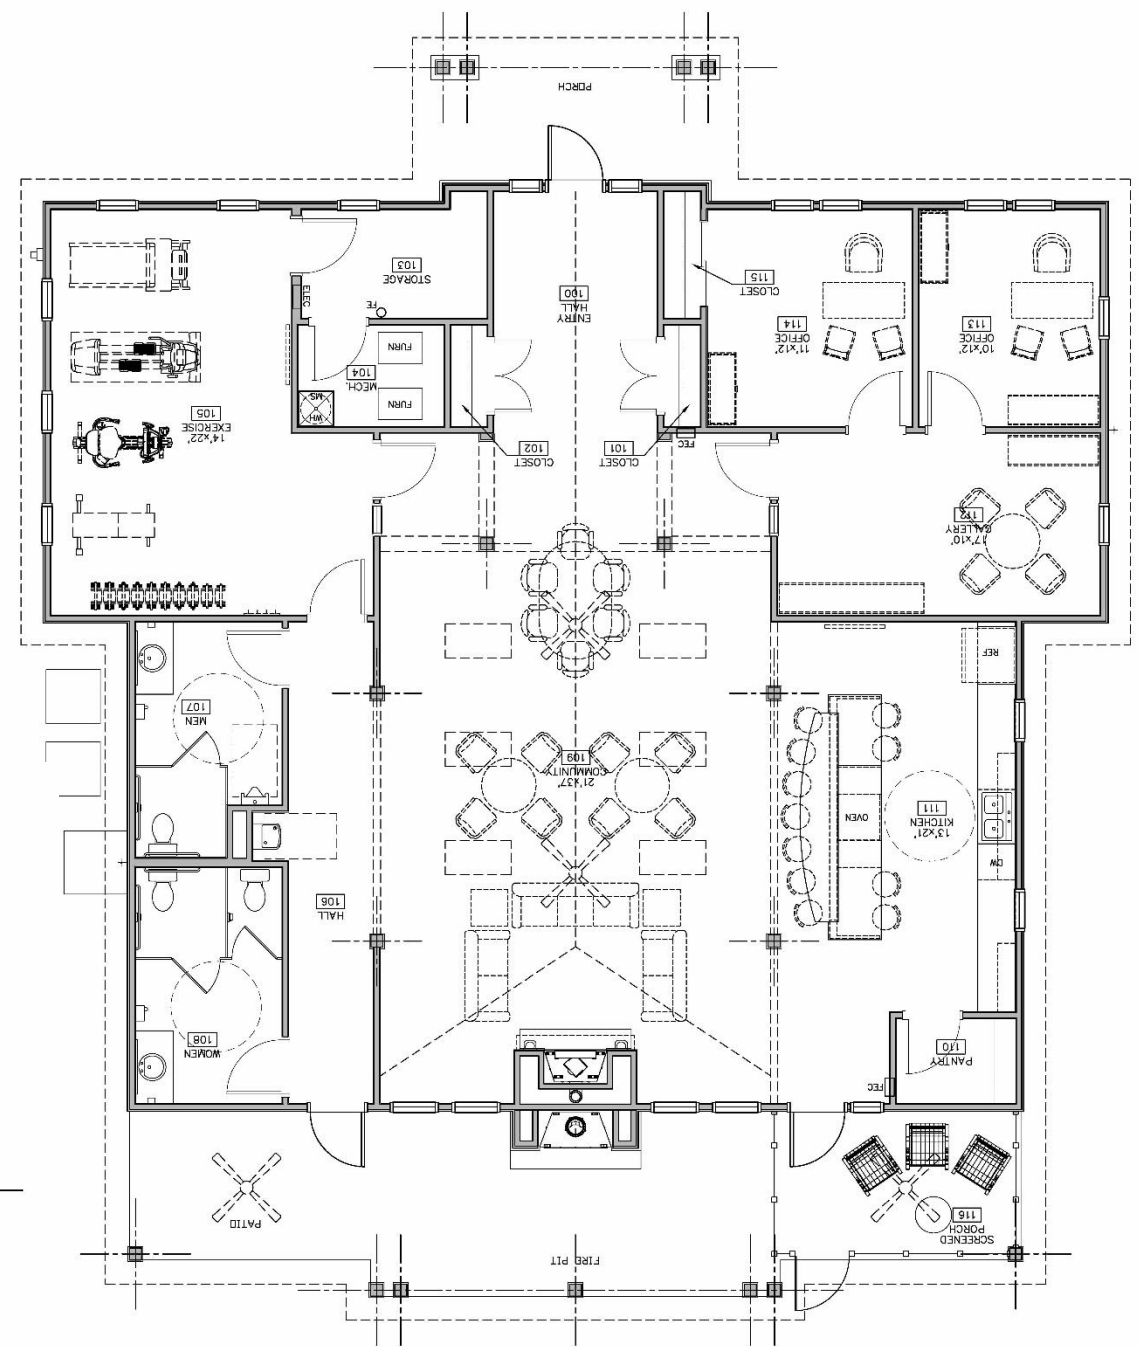 FIRE PIT
SCREENED
PORCH
116
PATIO
FEC
PANTRY
110
WOMEN
108
HALL
106
DW
13'x21'
KITCHEN
111
OVEN
21'x37'
COMMUNITY
109
MEN
107
REF
17'x10'
GALLERY
112
CLOSET
101
CLOSET
102
FEC
14'x22'
EXERCISE
105
FURN
WH
MS
MECH.
104
FURN
10'x12'
OFFICE
113
11'x12'
OFFICE
114
ENTRY
HALL
100
FE
ELEC
CLOSET
115
STORAGE
103
PORCH